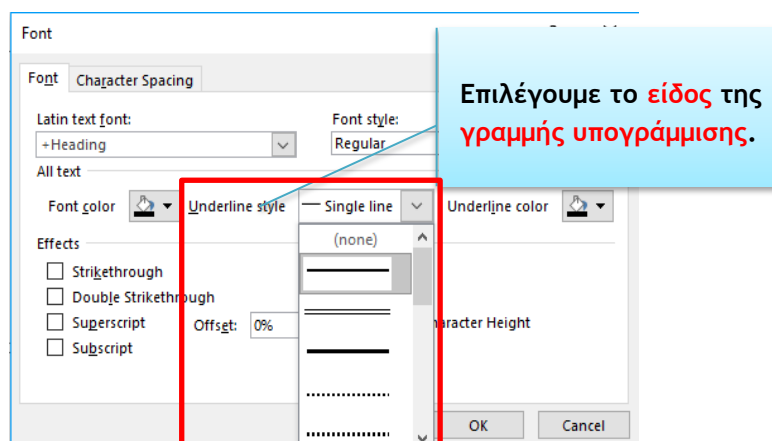 Font
Επιλέγουμε το είδος της
γραμμής υπογράμμισης.
Font Character Spacing
Latin text font: Font style:
+Heading Regular
All text
Font color Underline style Single line Underline color
(none)
Effects
Strikethrough
Double Strikethrough
Superscript Offset: 0% Character Height
Subscript
OK Cancel